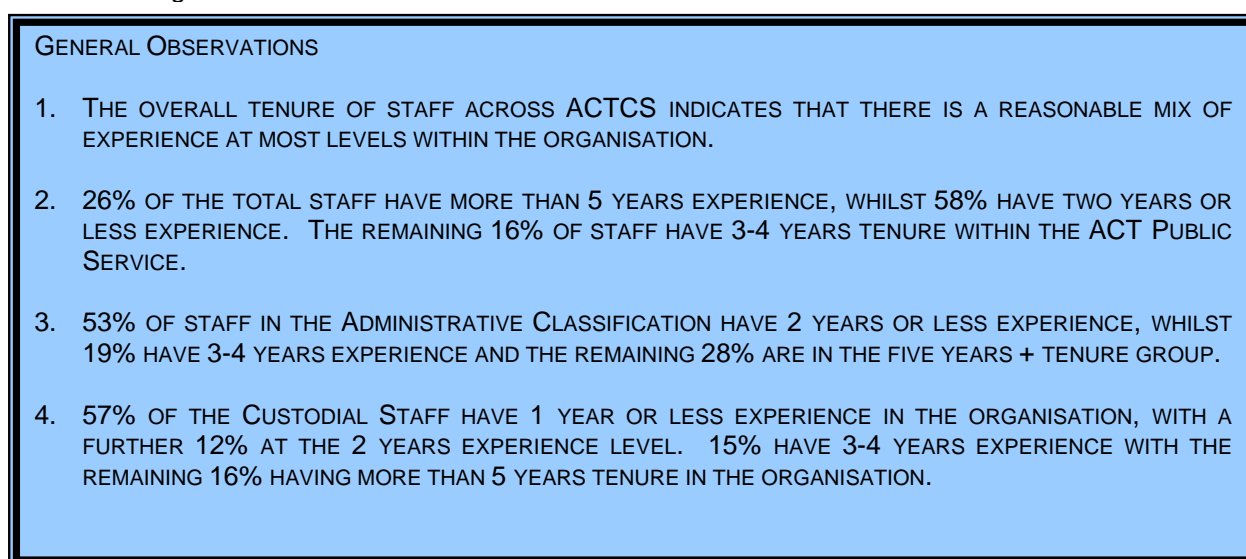 GENERAL OBSERVATIONS
1. THE OVERALL TENURE OF STAFF ACROSS ACTCS INDICATES THAT THERE IS A REASONABLE MIX OF
EXPERIENCE AT MOST LEVELS WITHIN THE ORGANISATION.
2. 26% OF THE TOTAL STAFF HAVE MORE THAN 5 YEARS EXPERIENCE, WHILST 58% HAVE TWO YEARS OR
LESS EXPERIENCE. THE REMAINING 16% OF STAFF HAVE 3-4 YEARS TENURE WITHIN THE ACT PUBLIC
SERVICE.
3. 53% OF STAFF IN THE ADMINISTRATIVE CLASSIFICATION HAVE 2 YEARS OR LESS EXPERIENCE, WHILST
19% HAVE 3-4 YEARS EXPERIENCE AND THE REMAINING 28% ARE IN THE FIVE YEARS + TENURE GROUP.
4. 57% OF THE CUSTODIAL STAFF HAVE 1 YEAR OR LESS EXPERIENCE IN THE ORGANISATION, WITH A
FURTHER 12% AT THE 2 YEARS EXPERIENCE LEVEL. 15% HAVE 3-4 YEARS EXPERIENCE WITH THE
REMAINING 16% HAVING MORE THAN 5 YEARS TENURE IN THE ORGANISATION.